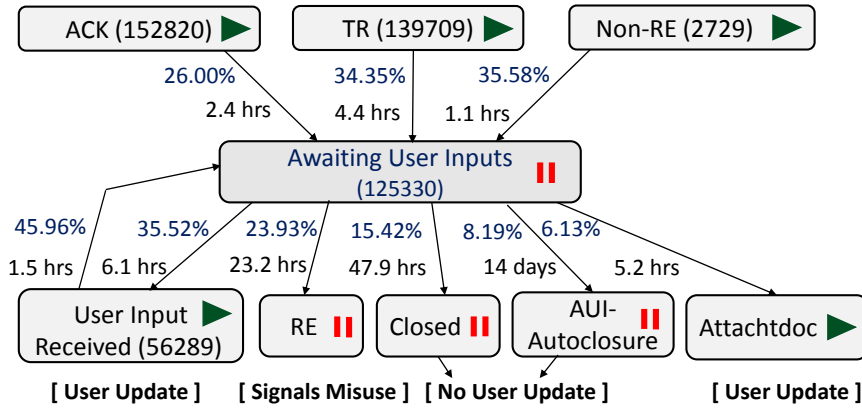 ACK (152820)
TR (139709)
Non-RE (2729)
26.00%
34.35%
35.58%
2.4 hrs
4.4 hrs
1.1 hrs
Awaiting User Inputs
(125330)
45.96%
35.52%
23.93%
15.42%
8.19%
6.13%
1.5 hrs
6.1 hrs
23.2 hrs
47.9 hrs
14 days
5.2 hrs
User Input
Received (56289)
RE
Closed
AUI-
Autoclosure
Attachtdoc
[ User Update ]
[ Signals Misuse ]
[ No User Update ]
[ User Update ]